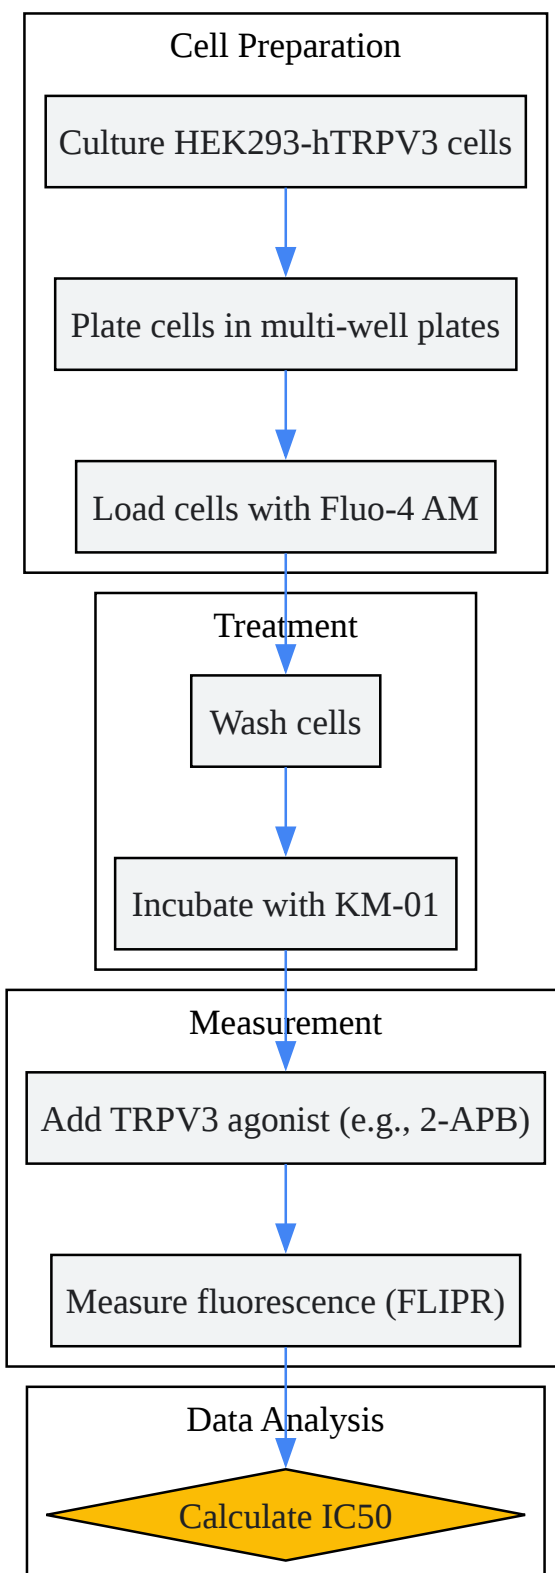 Cell Preparation
Culture HEK293-hTRPV3 cells
Plate cells in multi-well plates
Load cells with Fluo-4 AM
Treatment
Wash cells
Incubate with KM-01
Measurement
Add TRPV3 agonist (e.g., 2-APB)
Measure fluorescence (FLIPR)
Data Analysis
Calculate IC50